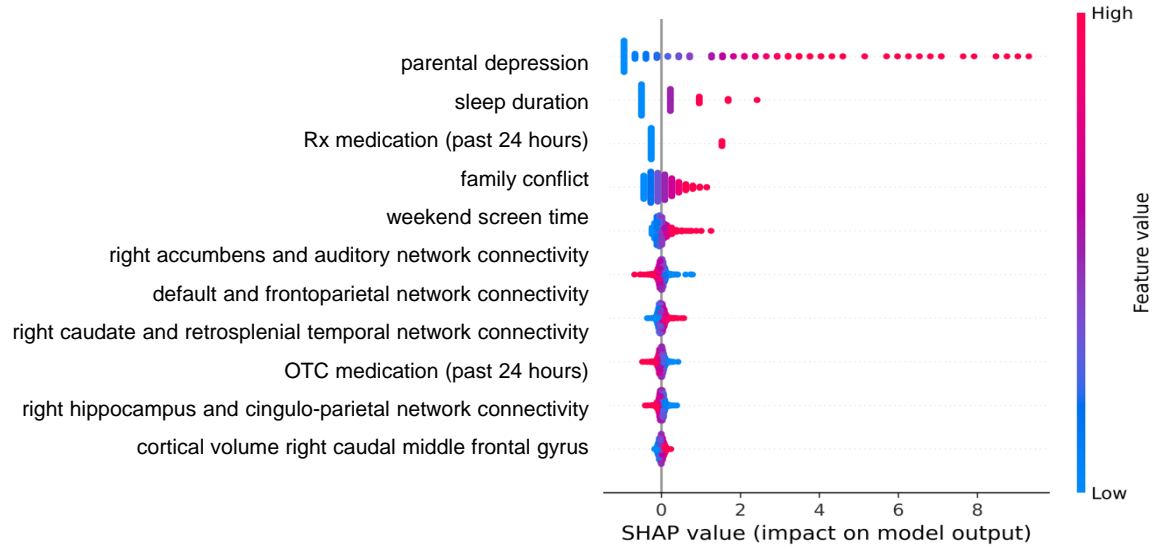 High
parental depression
sleep duration
Rx medication (past 24 hours)
family conflict
weekend screen time
right accumbens and auditory network connectivity
default and frontoparietal network connectivity
right caudate and retrosplenial temporal network connectivity
OTC medication (past 24 hours)
right hippocampus and cingulo-parietal network connectivity
cortical volume right caudal middle frontal gyrus
Feature value
Low
0 2 4 6 8
SHAP value (impact on model output)